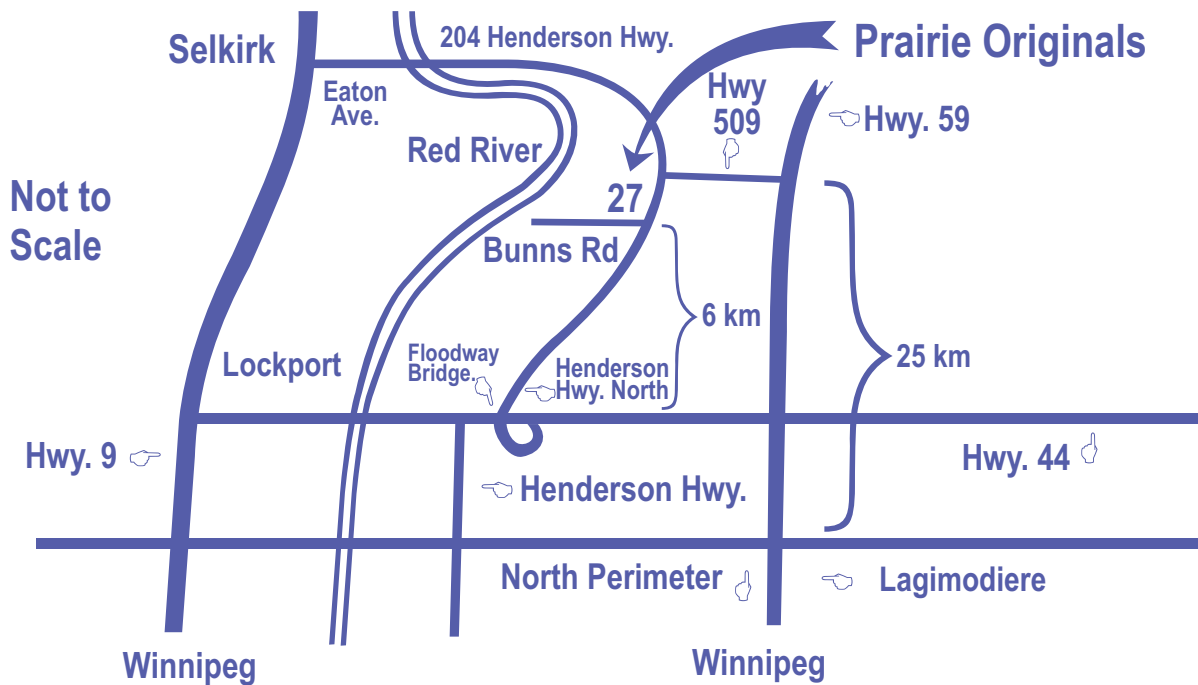 204 Henderson Hwy.
Prairie Originals
Selkirk
Hwy
509
Eaton
Ave.
Hwy. 59
Red River
Not to
Scale
27
Bunns Rd
6 km
Lockport
Floodway
Bridge.
Henderson
Hwy. North
25 km
Hwy. 9
Hwy. 44
Henderson Hwy.
North Perimeter
Lagimodiere
Winnipeg
Winnipeg